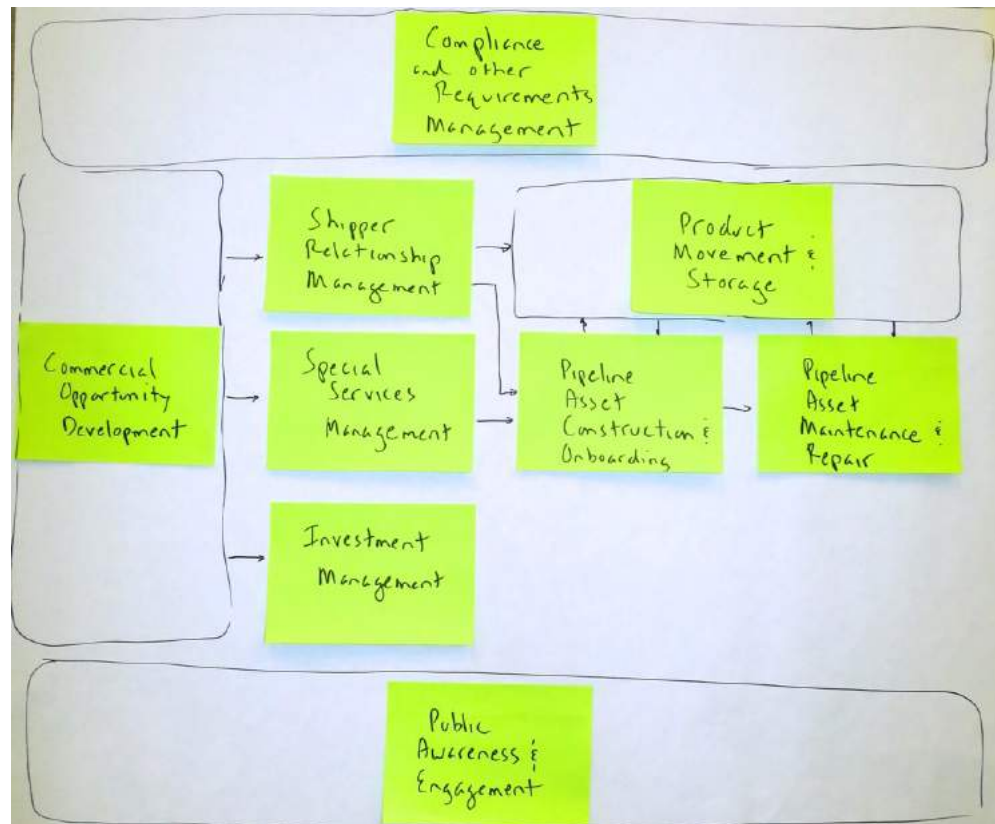 Compliance
and other
Requirements
Management
Shipper
Relationship
Management
Product
Movement &
Storage
Commercial
Opportunity
Development
Special
Services
Management
Pipeline
Asset
Construction &
Onboarding
Pipeline
Asset
Maintenance &
Repair
Investment
Management
Public
Awareness &
Engagement